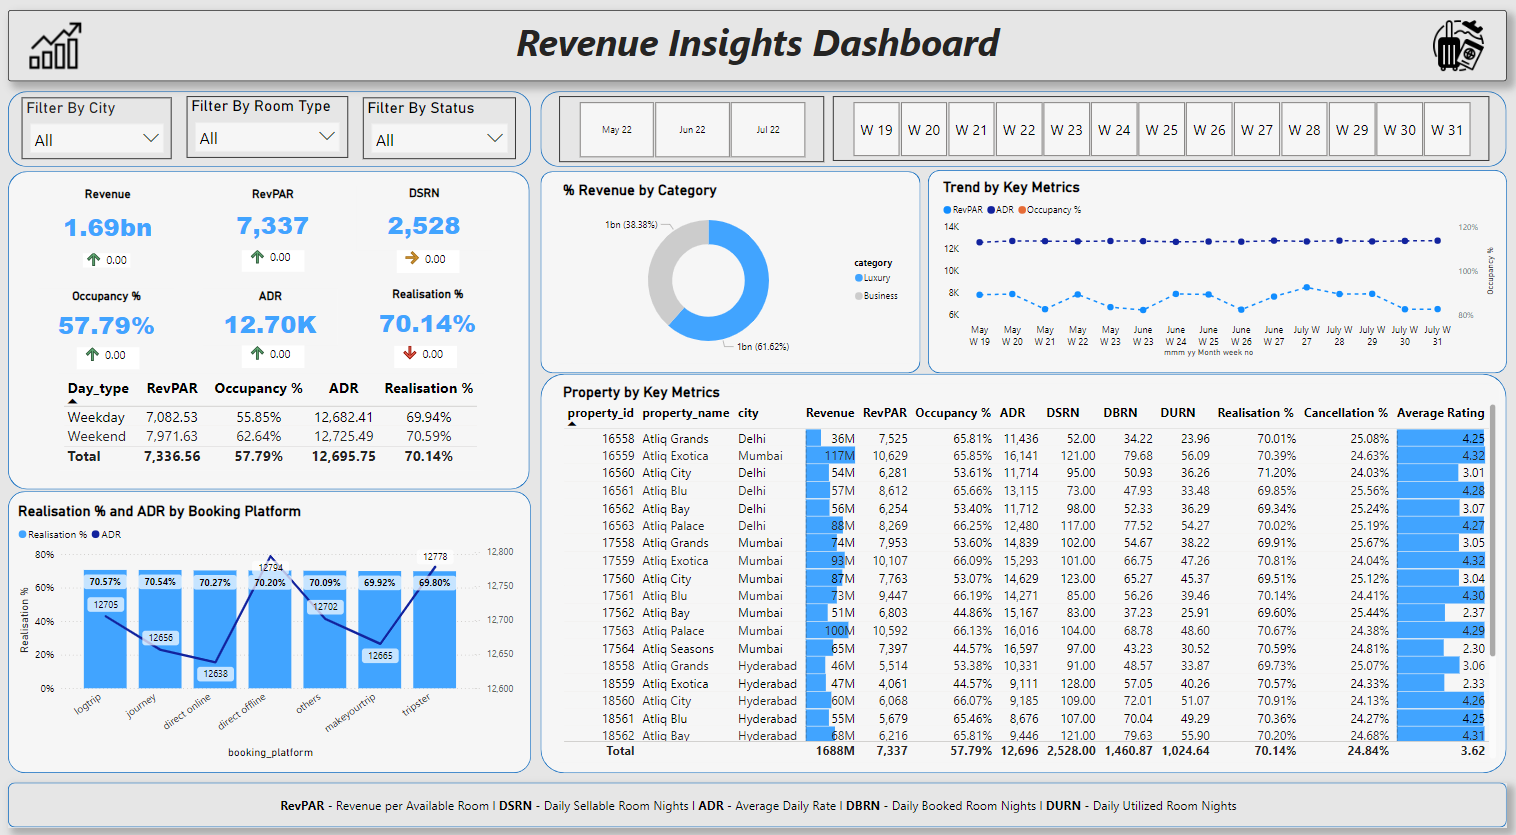 Revenue Insights Dashboard
Filter By City
All
Filter By Room Type
All
Filter By Status
All
May 22 Jun 22 Jul 22
W 19 W 20 W 21 W 22 W 23 W 24 W 25 W 26 W 27 W 28 W 29 W 30 W 31
Revenue RevPAR DSRN
1.69bn 7,337 2,528
0.00 0.00 0.00
Occupancy % ADR Realisation %
57.79% 12.70K 70.14%
0.00 0.00 0.00
Day_type RevPAR Occupancy % ADR Realisation %
Weekday 7,082.53 55.85% 12,682.41 69.94%
Weekend 7,971.63 62.64% 12,725.49 70.59%
Total 7,336.56 57.79% 12,695.75 70.14%
% Revenue by Category
1bn (38.38%)
1bn (61.62%)
category
Luxury
Business
Trend by Key Metrics
RevPAR ADR Occupancy %
14K 120%
12K
10K 100%
8K
6K 80%
Occupancy %
May W 19 May W 20 May W 21 May W 22 May W 23 June W 24 June W 25 June W 26 June W 27 July W 27 July W 28 July W 29 July W 30 July W 31
mmm yy Month week no
Realisation % and ADR by Booking Platform
Realisation % ADR
80% 12,800
60% 12,750
40% 12,700
20% 12,650
0% 12,600
Realisation %
70.57% 70.54% 70.27% 70.20% 70.09% 69.92% 69.80%
12705 12656 12638 12794 12702 12665 12778
logtrip journey direct online direct offline others makeyourtrip tripster
booking_platform
Property by Key Metrics
property_id property_name city Revenue RevPAR Occupancy % ADR DSRN DBRN DURN Realisation % Cancellation % Average Rating
16558 Atliq Grands Delhi 36M 7,525 65.81% 11,436 52.00 34.22 23.96 70.01% 25.08% 4.25
16559 Atliq Exotica Mumbai 117M 10,629 65.85% 16,141 121.00 79.68 56.09 70.39% 24.63% 4.32
16560 Atliq City Delhi 54M 6,281 53.61% 11,714 95.00 50.93 36.26 71.20% 24.03% 3.01
16561 Atliq Blu Delhi 57M 8,612 65.66% 13,115 73.00 47.93 33.48 69.85% 25.56% 4.28
16562 Atliq Bay Delhi 56M 6,254 53.40% 11,712 98.00 52.33 36.29 69.34% 25.24% 3.07
16563 Atliq Palace Delhi 88M 8,269 66.25% 12,480 117.00 77.52 54.27 70.02% 25.19% 4.27
17558 Atliq Grands Mumbai 74M 7,953 53.60% 14,839 102.00 54.67 38.22 69.91% 25.67% 3.05
17559 Atliq Exotica Mumbai 93M 10,107 66.09% 15,293 101.00 66.75 47.26 70.81% 24.04% 4.32
17560 Atliq City Mumbai 87M 7,763 53.07% 14,629 123.00 65.27 45.37 69.51% 25.12% 3.04
17561 Atliq Blu Mumbai 73M 9,447 66.19% 14,271 85.00 56.26 39.46 70.14% 24.41% 4.30
17562 Atliq Bay Mumbai 51M 6,803 44.86% 15,167 83.00 37.23 25.91 69.60% 25.44% 2.37
17563 Atliq Palace Mumbai 100M 10,592 66.13% 16,016 104.00 68.78 48.60 70.67% 24.38% 4.29
17564 Atliq Seasons Mumbai 65M 7,397 44.57% 16,597 97.00 43.23 30.52 70.59% 24.81% 2.30
18558 Atliq Grands Hyderabad 46M 5,514 53.38% 10,331 91.00 48.57 33.87 69.73% 25.07% 3.06
18559 Atliq Exotica Hyderabad 47M 4,061 44.57% 9,111 128.00 57.05 40.26 70.57% 24.33% 2.33
18560 Atliq City Hyderabad 60M 6,068 66.07% 9,185 109.00 72.01 51.07 70.91% 24.13% 4.26
18561 Atliq Blu Hyderabad 55M 5,679 65.46% 8,676 107.00 70.04 49.29 70.36% 24.27% 4.25
18562 Atliq Bay Hyderabad 68M 6,216 65.81% 9,446 121.00 79.63 55.90 70.20% 24.68% 4.31
Total 1688M 7,337 57.79% 12,696 2,528.00 1,460.87 1,024.64 70.14% 24.84% 3.62
RevPAR - Revenue per Available Room I DSRN - Daily Sellable Room Nights I ADR - Average Daily Rate I DBRN - Daily Booked Room Nights I DURN - Daily Utilized Room Nights